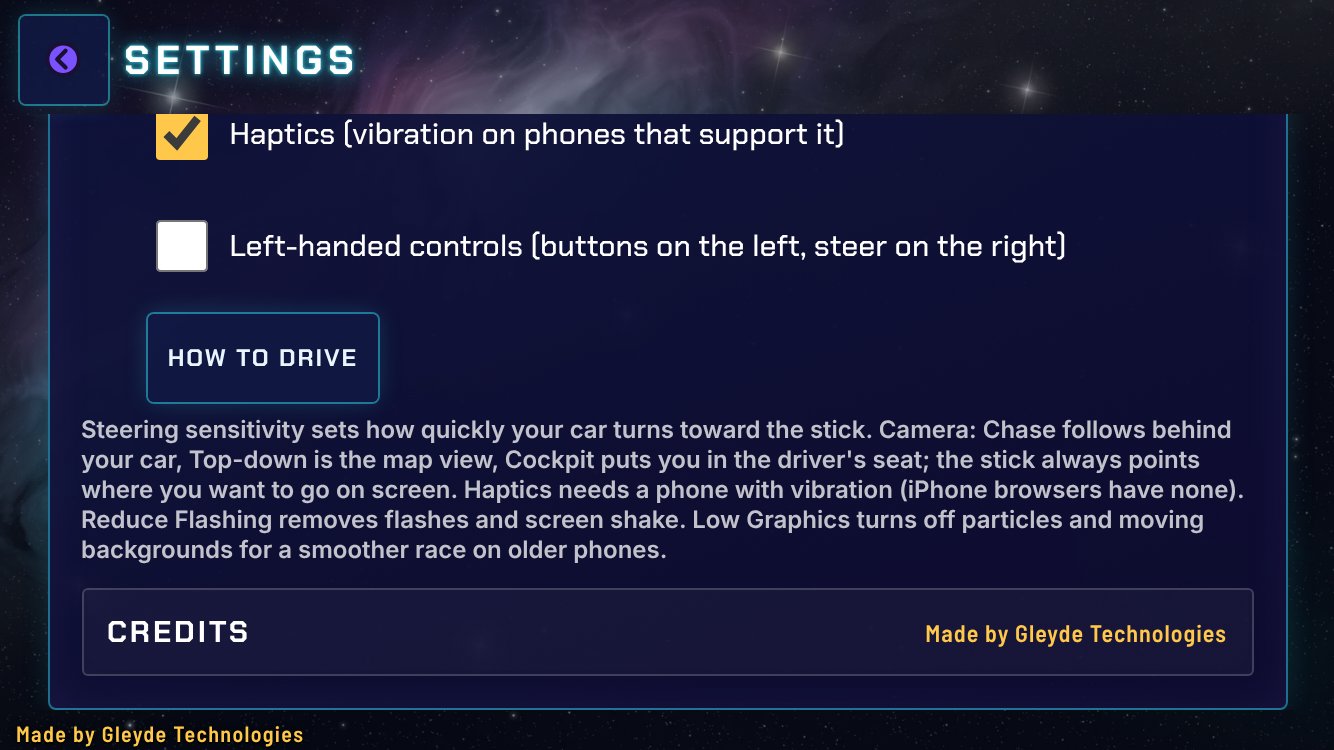 SETTINGS
Haptics (vibration on phones that support it)
Left-handed controls (buttons on the left, steer on the right)
HOW TO DRIVE
Steering sensitivity sets how quickly your car turns toward the stick. Camera: Chase follows behind
your car, Top-down is the map view, Cockpit puts you in the driver's seat; the stick always points
where you want to go on screen. Haptics needs a phone with vibration (iPhone browsers have none).
Reduce Flashing removes flashes and screen shake. Low Graphics turns off particles and moving
backgrounds for a smoother race on older phones.
CREDITS
Made by Gleyde Technologies
Made by Gleyde Technologies